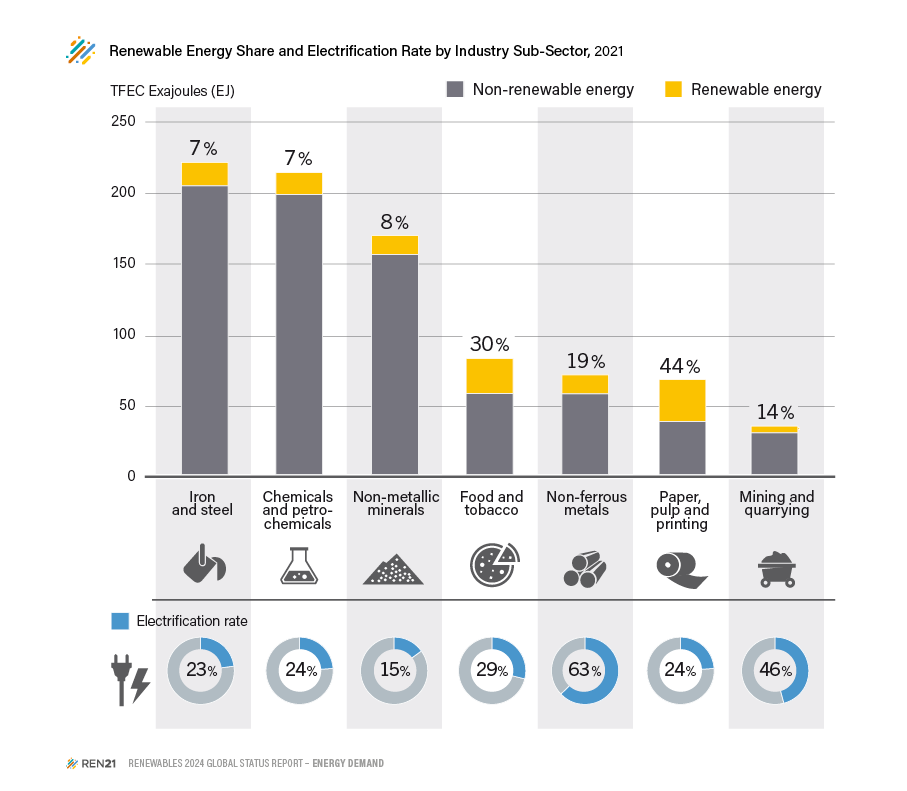 Renewable Energy Share and Electrification Rate by Industry Sub-Sector, 2021
TFEC Exajoules (EJ)
Non-renewable energy
Renewable energy
250
200
150
100
50
0
7%
7%
8%
30%
19%
44%
14%
Iron
and steel
Chemicals
and petro-
chemicals
Non-metallic
minerals
Food and
tobacco
Non-ferrous
metals
Paper,
pulp and
printing
Mining and
quarrying
Electrification rate
23%
24%
15%
29%
63%
24%
46%
REN21 RENEWABLES 2024 GLOBAL STATUS REPORT – ENERGY DEMAND